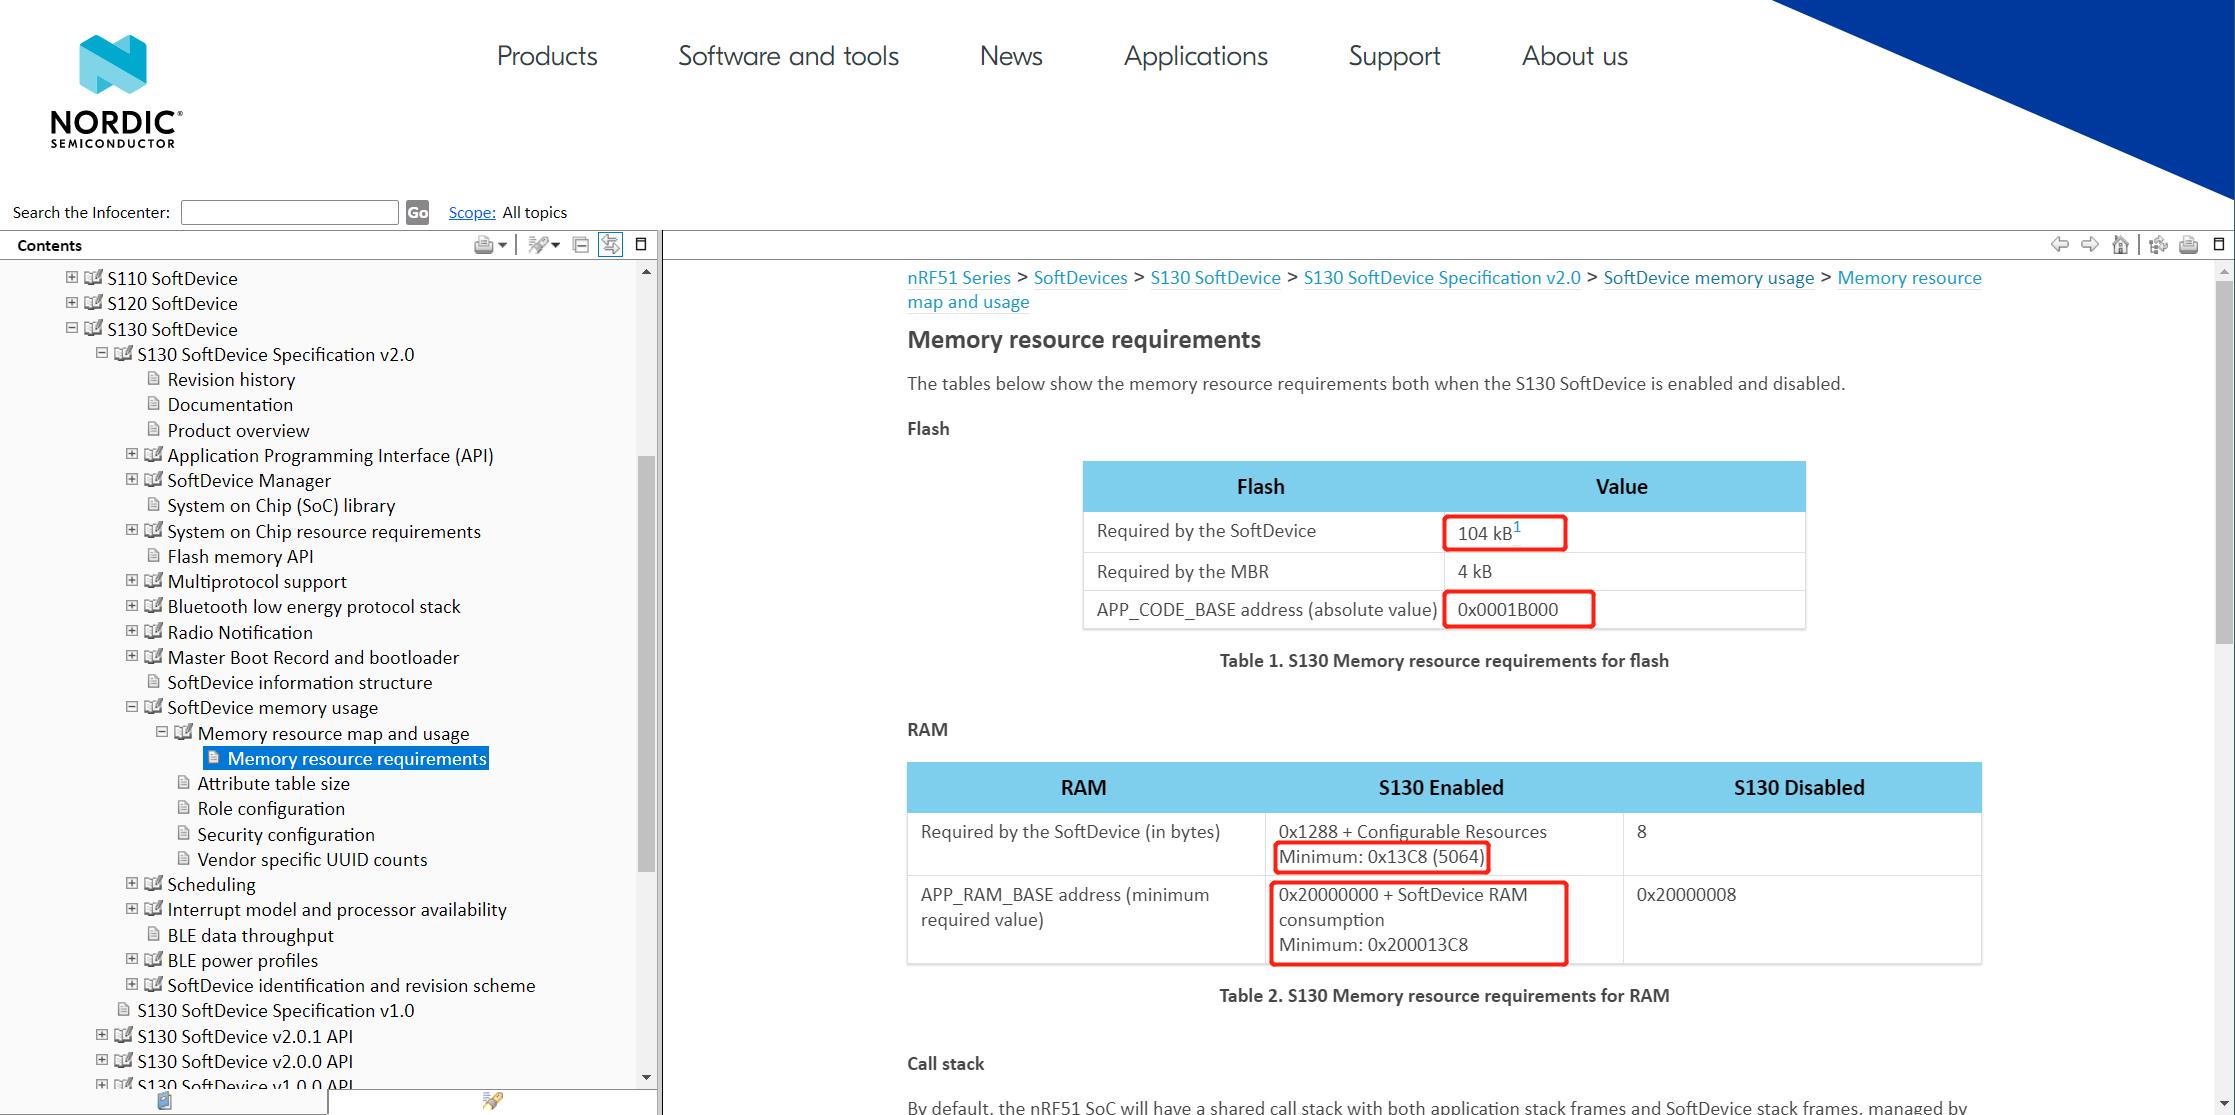 Products
Software and tools
News
Applications
Support
About us
NORDIC®
SEMICONDUCTOR
Search the Infocenter:
Go
Scope: All topics
Contents
S110 SoftDevice
S120 SoftDevice
S130 SoftDevice
S130 SoftDevice Specification v2.0
Revision history
Documentation
Product overview
Application Programming Interface (API)
SoftDevice Manager
System on Chip (SoC) library
System on Chip resource requirements
Flash memory API
Multiprotocol support
Bluetooth low energy protocol stack
Radio Notification
Master Boot Record and bootloader
SoftDevice information structure
SoftDevice memory usage
Memory resource map and usage
Memory resource requirements
Attribute table size
Role configuration
Security configuration
Vendor specific UUID counts
Scheduling
Interrupt model and processor availability
BLE data throughput
BLE power profiles
SoftDevice identification and revision scheme
S130 SoftDevice Specification v1.0
S130 SoftDevice v2.0.1 API
S130 SoftDevice v2.0.0 API
S130 SoftDevice v1.0.0 API
nRF51 Series > SoftDevices > S130 SoftDevice > S130 SoftDevice Specification v2.0 > SoftDevice memory usage > Memory resource
map and usage
Memory resource requirements
The tables below show the memory resource requirements both when the S130 SoftDevice is enabled and disabled.
Flash
Flash Value
Required by the SoftDevice 104 kB1
Required by the MBR 4 kB
APP_CODE_BASE address (absolute value) 0x0001B000
Table 1. S130 Memory resource requirements for flash
RAM
RAM S130 Enabled S130 Disabled
Required by the SoftDevice (in bytes) 0x1288 + Configurable Resources 8
Minimum: 0x13C8 (5064)
APP_RAM_BASE address (minimum 0x20000000 + SoftDevice RAM 0x20000008
required value) consumption
Minimum: 0x200013C8
Table 2. S130 Memory resource requirements for RAM
Call stack
By default, the nRF51 SoC will have a shared call stack with both application stack frames and SoftDevice stack frames, managed by